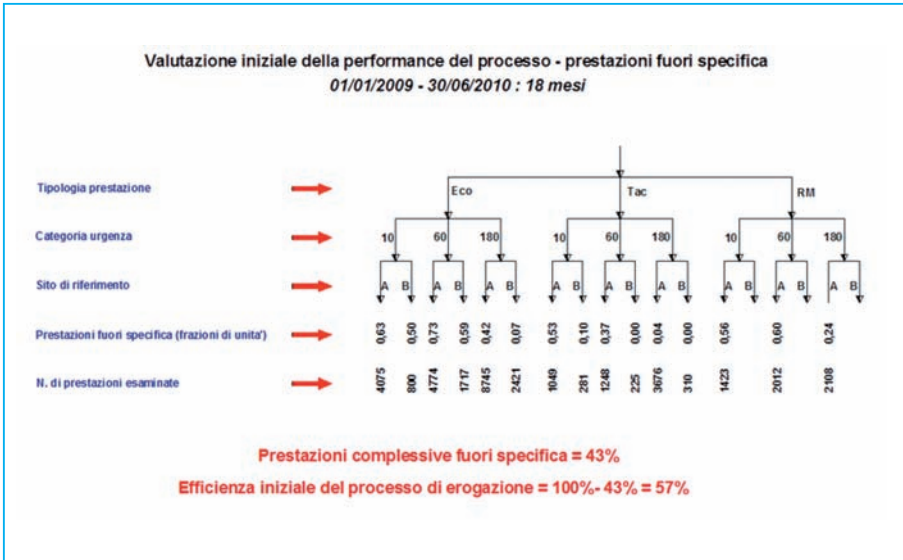 Valutazione iniziale della performance del processo - prestazioni fuori specifica
01/01/2009 - 30/06/2010 : 18 mesi
Tipologia prestazione Eco Tac RM
Categoria urgenza 10 60 180 10 60 180 10 60 180
Sito di riferimento A B A B A B A B A B A B A B A B A B
Prestazioni fuori specifica (frazioni di unita') 0,63 0,50 0,73 0,59 0,42 0,07 0,53 0,10 0,37 0,00 0,04 0,00 0,56 0,60 0,24
N. di prestazioni esaminate 4075 800 4774 1717 8745 2421 1049 281 1248 225 3676 310 1423 2012 2108
Prestazioni complessive fuori specifica = 43%
Efficienza iniziale del processo di erogazione = 100%- 43% = 57%